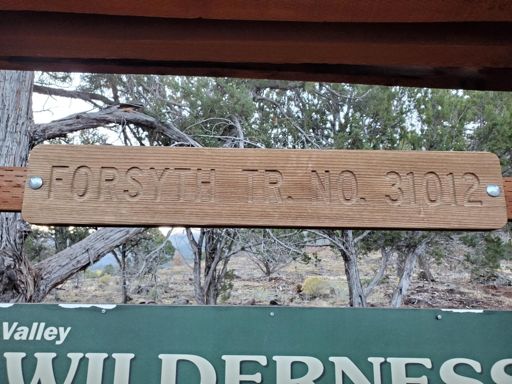 FORSYTH TR. NO. 31012
Valley
WILDERNESS